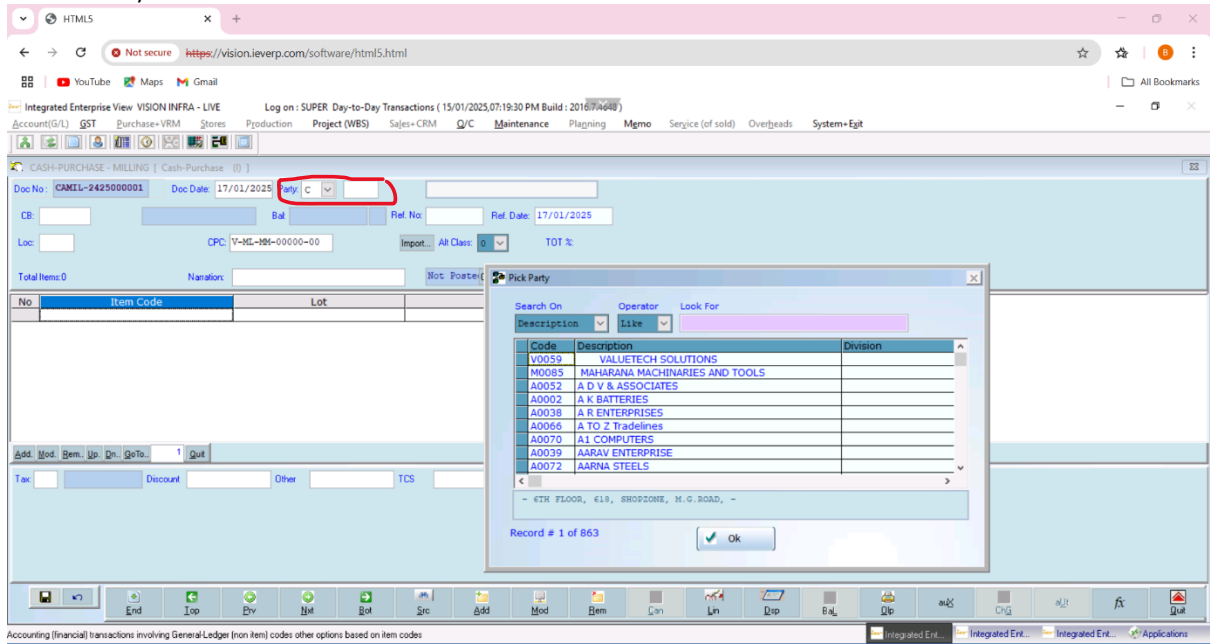 HTML5
Not secure https://vision.ieverp.com/software/html5.html
B
YouTube Maps Gmail All Bookmarks
Integrated Enterprise View VISION INFRA - LIVE Log on : SUPER Day-to-Day Transactions ( 15/01/2025,07:19:30 PM Build : 2016.7.4648 )
Account(G/L) GST Purchase+VRM Stores Production Project (WBS) Sales+CRM Q/C Maintenance Planning Memo Service (of sold) Overheads System+Exit
CASH-PURCHASE - MILLING [ Cash-Purchase (I) ]
Doc No : CAMIL-2425000001 Doc Date: 17/01/2025 Party: C
CB: Bal: Ref. No: Ref. Date: 17/01/2025
Loc: CPC: V-ML-MM-00000-00 Import... Alt Class: 0 TOT %:
Total Items:0 Narration: Not Poste
No Item Code Lot
Pick Party
Search On Operator Look For
Description Like
Code Description Division
V0059 VALUETECH SOLUTIONS
M0085 MAHARANA MACHINARIES AND TOOLS
A0052 A D V & ASSOCIATES
A0002 A K BATTERIES
A0038 A R ENTERPRISES
A0066 A TO Z Tradelines
A0070 A1 COMPUTERS
A0039 AARAV ENTERPRISE
A0072 AARNA STEELS
- 6TH FLOOR, 618, SHOPZONE, M.G.ROAD, -
Record # 1 of 863 Ok
Add. Mod. Rem.. Up. Dn.. GoTo.. 1 Quit
Tax: Discount Other TCS
End Top Prv Nxt Bot Src Add Mod Rem Can Lin Dsp Bal Dlp aux Chg alt fx Quit
Accounting (financial) transactions involving General-Ledger (non item) codes other options based on item codes
Integrated Ent... Integrated Ent... Integrated Ent... Applications